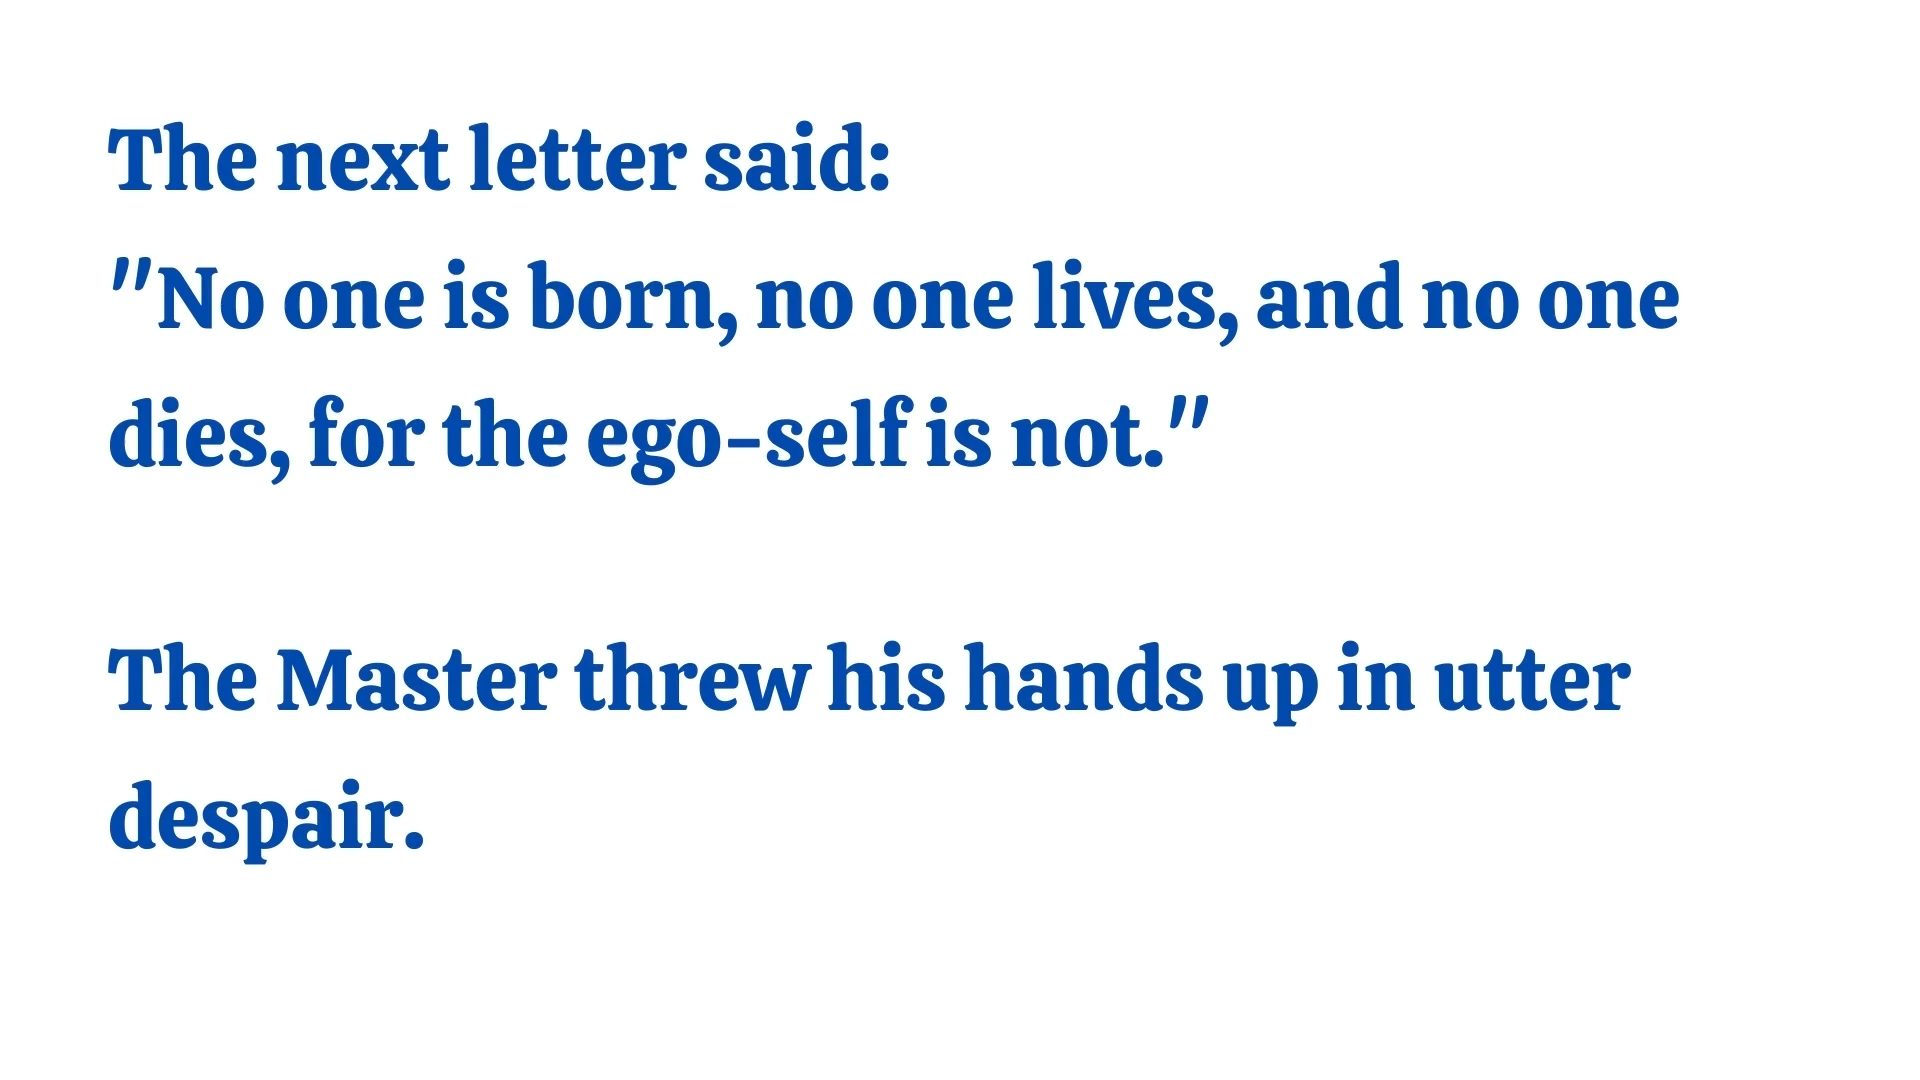 The next letter said:
"No one is born, no one lives, and no one
dies, for the ego-self is not."
The Master threw his hands up in utter
despair.